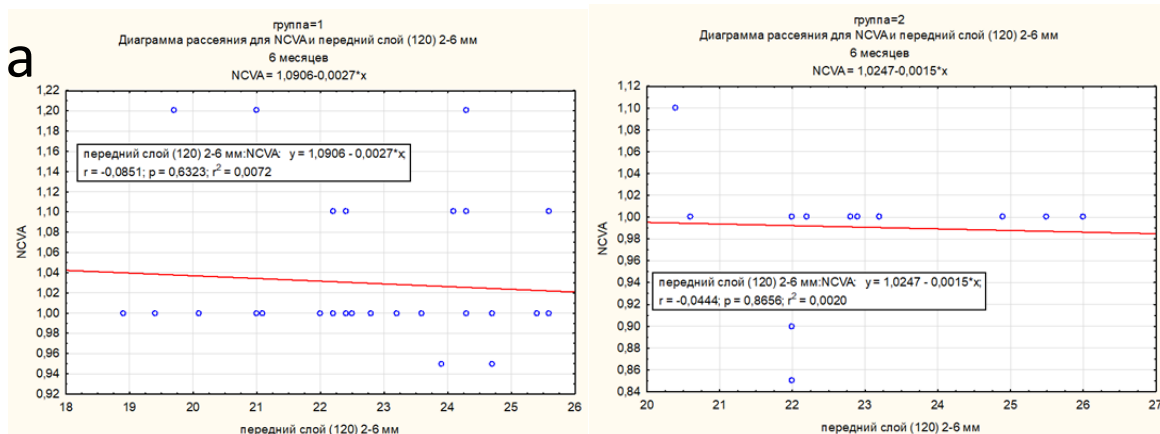 a
группа=1
Диаграмма рассеяния для NCVA и передний слой (120) 2-6 мм
6 месяцев
NCVA = 1,0906-0,0027*x
1,22
1,20
1,18
1,16
1,14
1,12
1,10
1,08
1,06
1,04
1,02
1,00
0,98
0,96
0,94
0,92
NCVA
передний слой (120) 2-6 мм:NCVA: y = 1,0906 - 0,0027*x;
r = -0,0851; p = 0,6323; r² = 0,0072
18 19 20 21 22 23 24 25 26
передний слой (120) 2-6 мм
группа=2
Диаграмма рассеяния для NCVA и передний слой (120) 2-6 мм
6 месяцев
NCVA = 1,0247-0,0015*x
1,12
1,10
1,08
1,06
1,04
1,02
1,00
0,98
0,96
0,94
0,92
0,90
0,88
0,86
0,84
NCVA
передний слой (120) 2-6 мм:NCVA: y = 1,0247 - 0,0015*x;
r = -0,0444; p = 0,8656; r² = 0,0020
20 21 22 23 24 25 26 27
передний слой (120) 2-6 мм